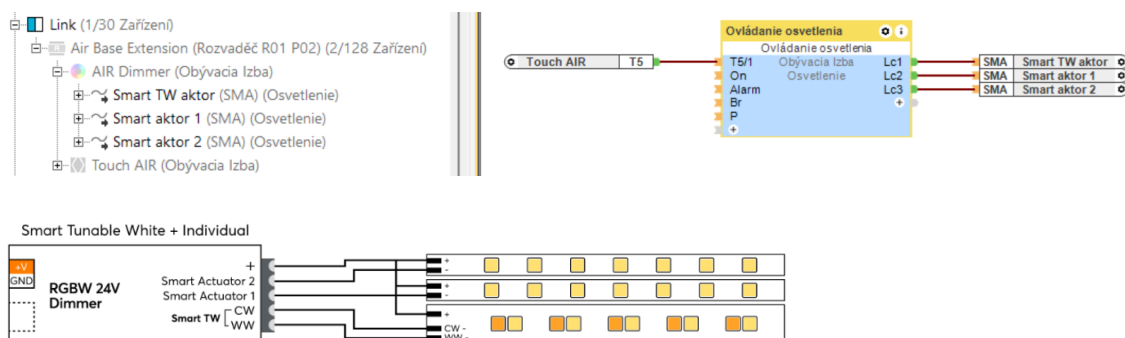 Link (1/30 Zařízení)
Air Base Extension (Rozvaděč R01 P02) (2/128 Zařízení)
AIR Dimmer (Obývacia Izba)
Smart TW aktor (SMA) (Osvetlenie)
Smart aktor 1 (SMA) (Osvetlenie)
Smart aktor 2 (SMA) (Osvetlenie)
Touch AIR (Obývacia Izba)
Touch AIR T5
Ovládanie osvetlenia
Ovládanie osvetlenia
T5/1 Obývacia Izba Lc1
On Osvetlenie Lc2
Alarm Lc3
Br +
P
+
SMA Smart TW aktor
SMA Smart aktor 1
SMA Smart aktor 2
Smart Tunable White + Individual
+V
GND
RGBW 24V
Dimmer
+
Smart Actuator 2
Smart Actuator 1
Smart TW
CW
WW
+
-
+
-
+
CW -
WW -